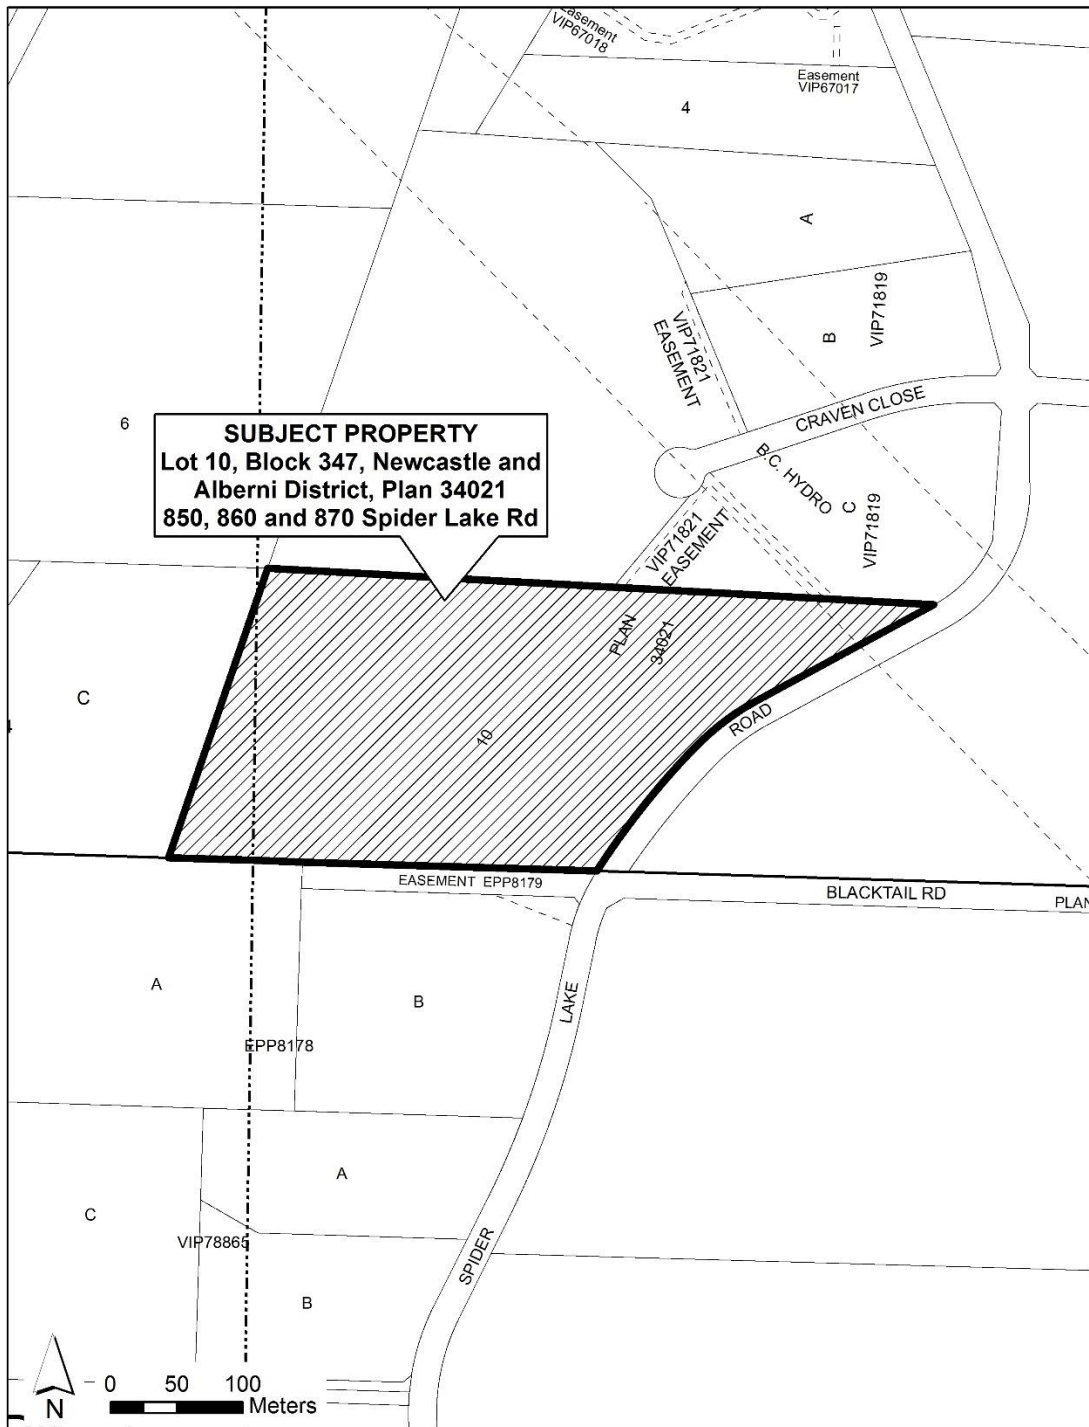 Easement
VIP67018
Easement
VIP67017
4
A
B
VIP71819
VIP71821
EASEMENT
CRAVEN CLOSE
6
SUBJECT PROPERTY
Lot 10, Block 347, Newcastle and
Alberni District, Plan 34021
850, 860 and 870 Spider Lake Rd
B.C. HYDRO
C
VIP71819
VIP71821
EASEMENT
PLAN
34021
C
10
ROAD
EASEMENT EPP8179
BLACKTAIL RD
PLAN
A
B
LAKE
EPP8178
A
C
VIP78865
SPIDER
B
N
0 50 100
Meters